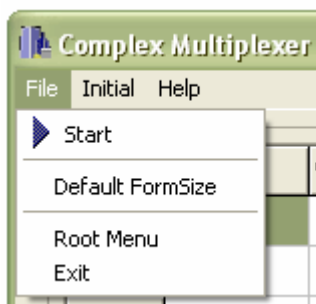 Complex Multiplexer
File Initial Help
Start
Default FormSize
Root Menu
Exit